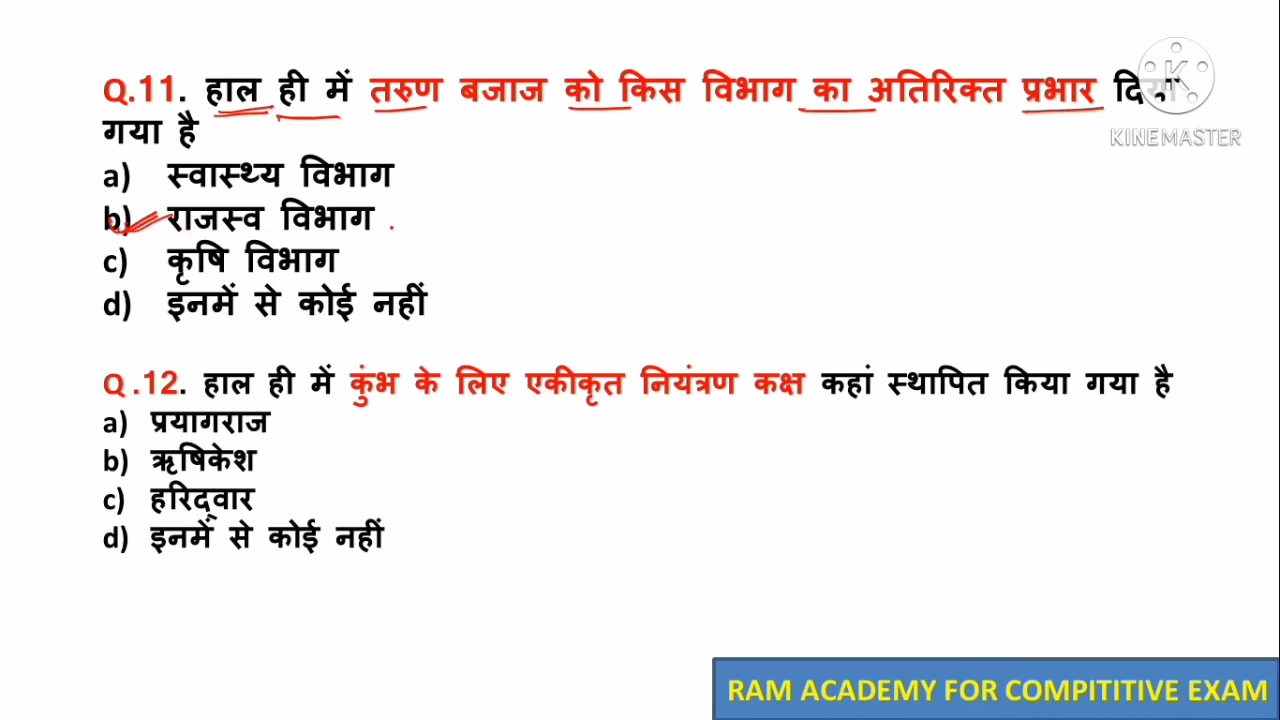 Q.11. हाल ही में तरुण बजाज को किस विभाग का अतिरिक्त प्रभार दिया
गया है
a) स्वास्थ्य विभाग
b) राजस्व विभाग
c) कृषि विभाग
d) इनमें से कोई नहीं
Q .12. हाल ही में कुंभ के लिए एकीकृत नियंत्रण कक्ष कहां स्थापित किया गया है
a) प्रयागराज
b) ऋषिकेश
c) हरिद्वार
d) इनमें से कोई नहीं
K
KINEMASTER
RAM ACADEMY FOR COMPITITIVE EXAM